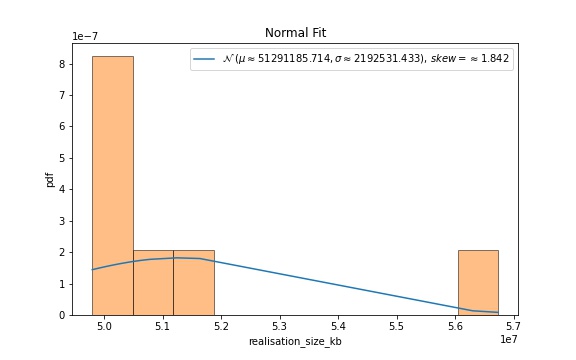 Normal Fit
1e−7
𝒩(μ≈51291185.714, σ≈2192531.433), skew=≈1.842
8
7
6
5
4
3
2
1
0
pdf
5.0 5.1 5.2 5.3 5.4 5.5 5.6 5.7
1e7
realisation_size_kb